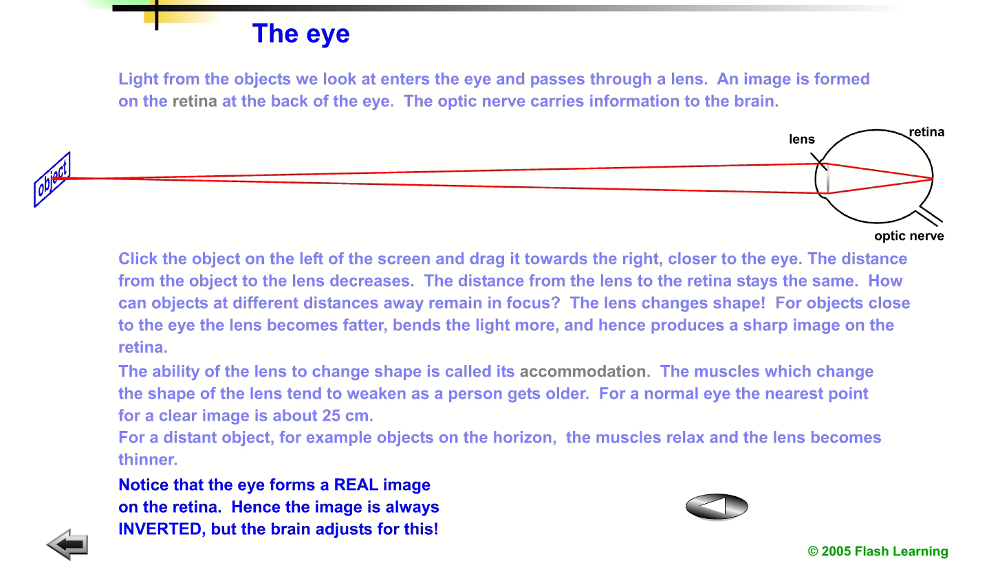 The eye
Light from the objects we look at enters the eye and passes through a lens.  An image is formed
on the retina at the back of the eye.  The optic nerve carries information to the brain.
retina
lens
object
optic nerve
Click the object on the left of the screen and drag it towards the right, closer to the eye. The distance
from the object to the lens decreases.  The distance from the lens to the retina stays the same.  How
can objects at different distances away remain in focus?  The lens changes shape!  For objects close
to the eye the lens becomes fatter, bends the light more, and hence produces a sharp image on the
retina.
The ability of the lens to change shape is called its accommodation.  The muscles which change
the shape of the lens tend to weaken as a person gets older.  For a normal eye the nearest point
for a clear image is about 25 cm.
For a distant object, for example objects on the horizon,  the muscles relax and the lens becomes
thinner.
Notice that the eye forms a REAL image
on the retina.  Hence the image is always
INVERTED, but the brain adjusts for this!
© 2005 Flash Learning